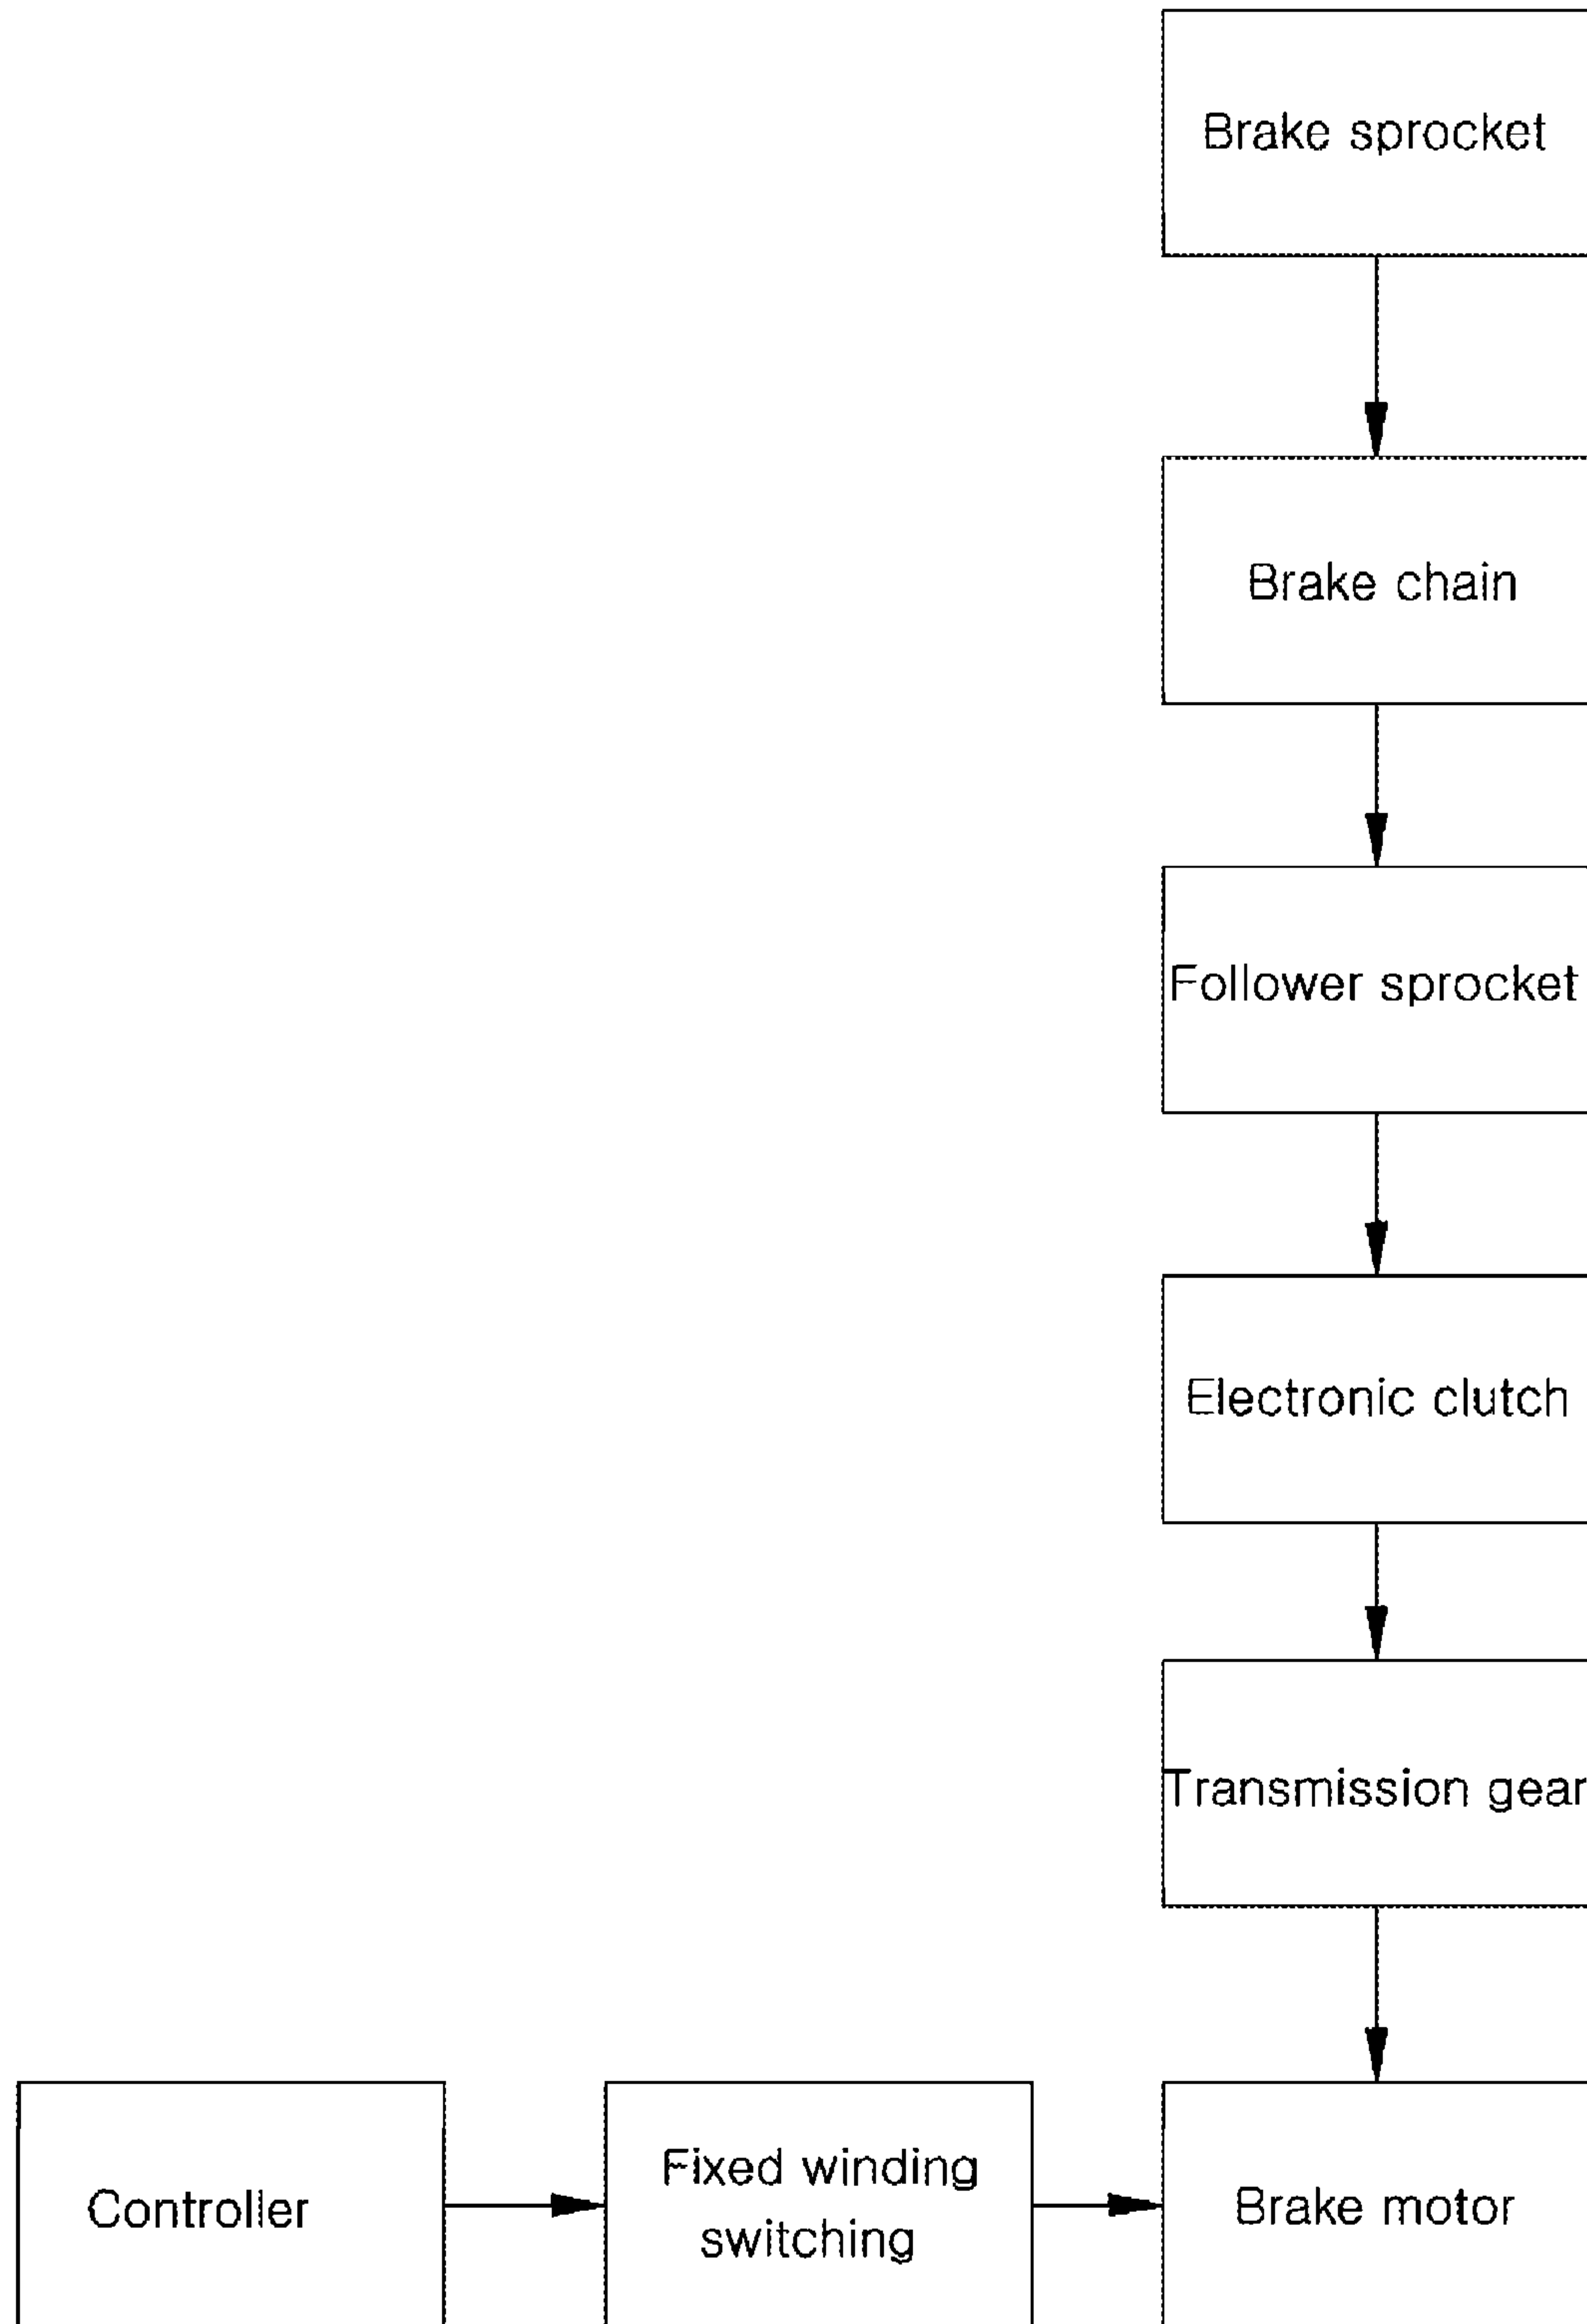 Brake sprocket
Brake chain
Follower sprocket
Electronic clutch
Transmission gear
Controller
Fixed winding
switching
Brake motor